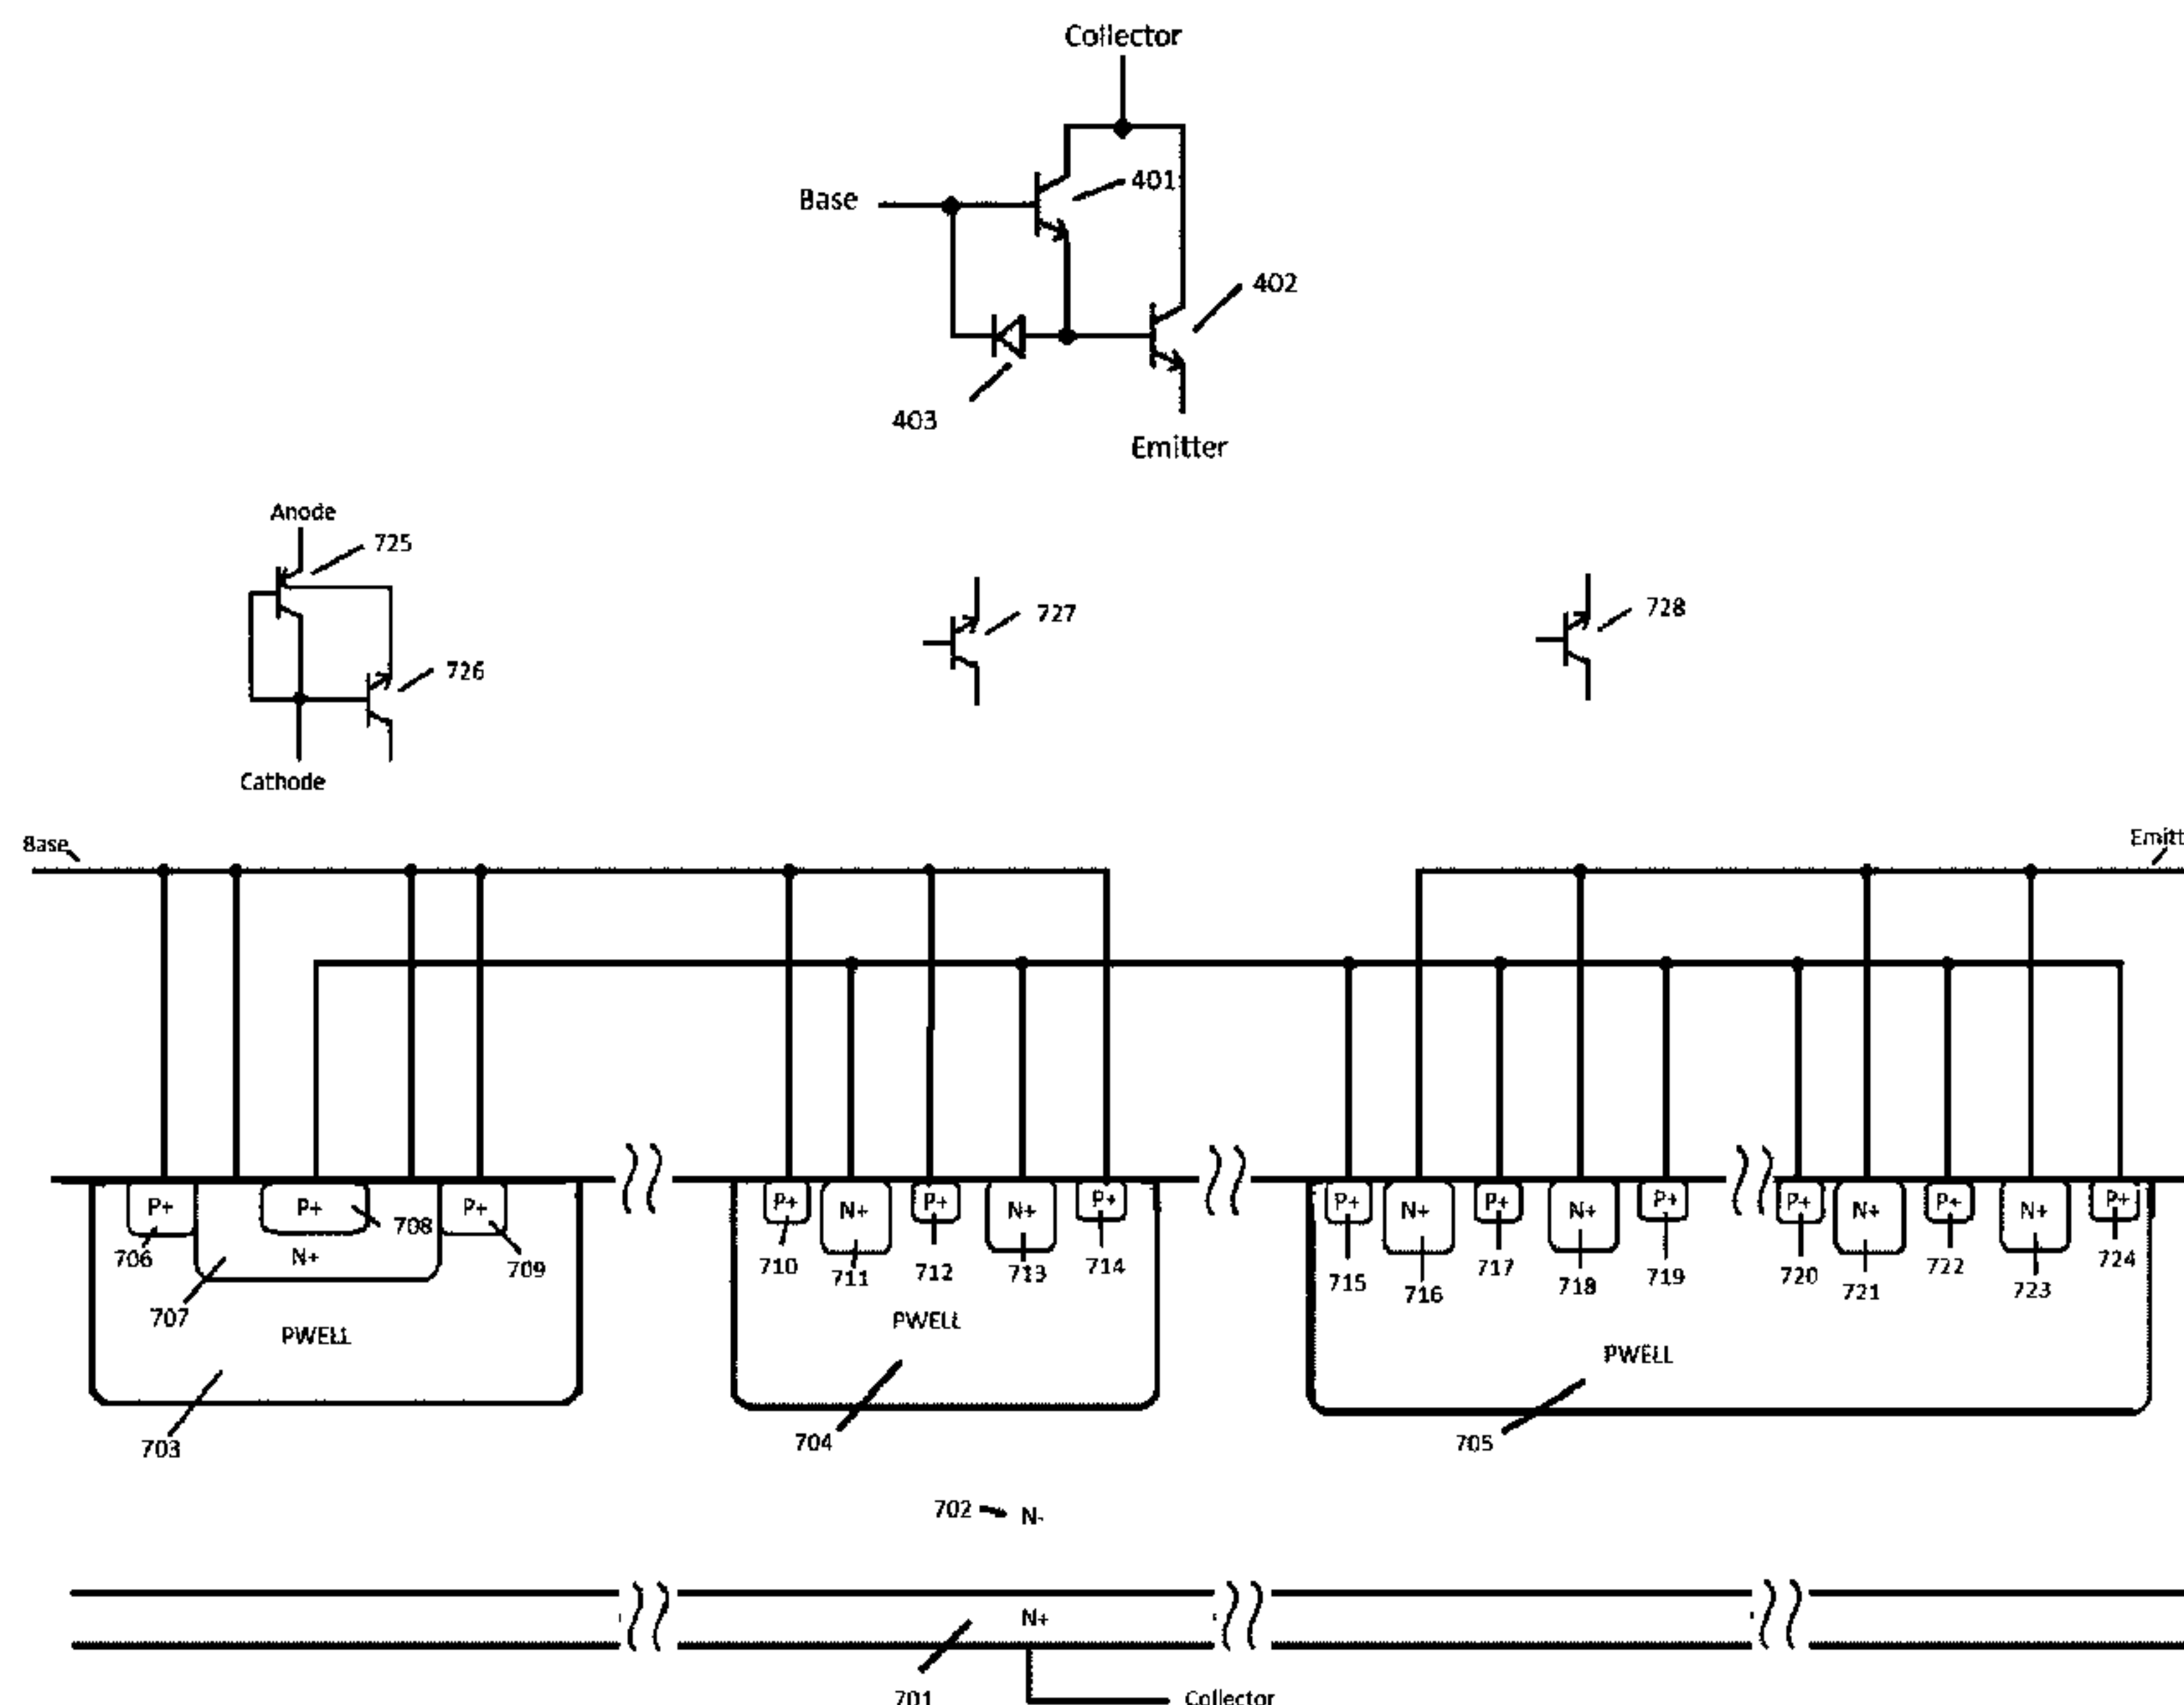 Collector
401
Base
402
403
Emitter
Anode
725
727
728
726
Cathode
Base
Emitt
P+
P+
P+
P+
N+
P+
N+
P+
P+
N+
P+
N+
P+
P+
N+
P+
N+
P+
708
N+
706
709
710
711
712
713
714
715
716
717
718
719
720
721
722
723
724
707
PWELL
PWELL
PWELL
703
704
705
702
N-
N+
701
Collector